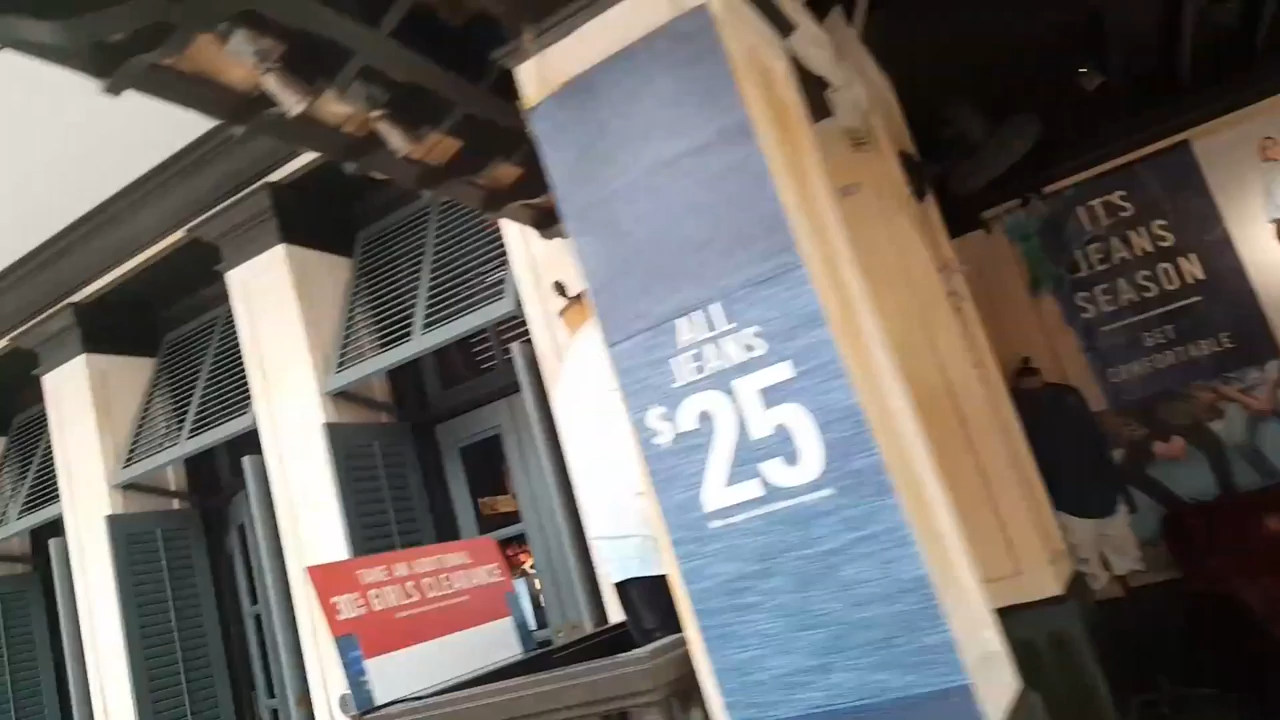 ALL
JEANS
$25
TAKE AN ADDITIONAL
30% GIRLS CLEARANCE
IT'S
JEANS
SEASON
GET
COMFORTABLE